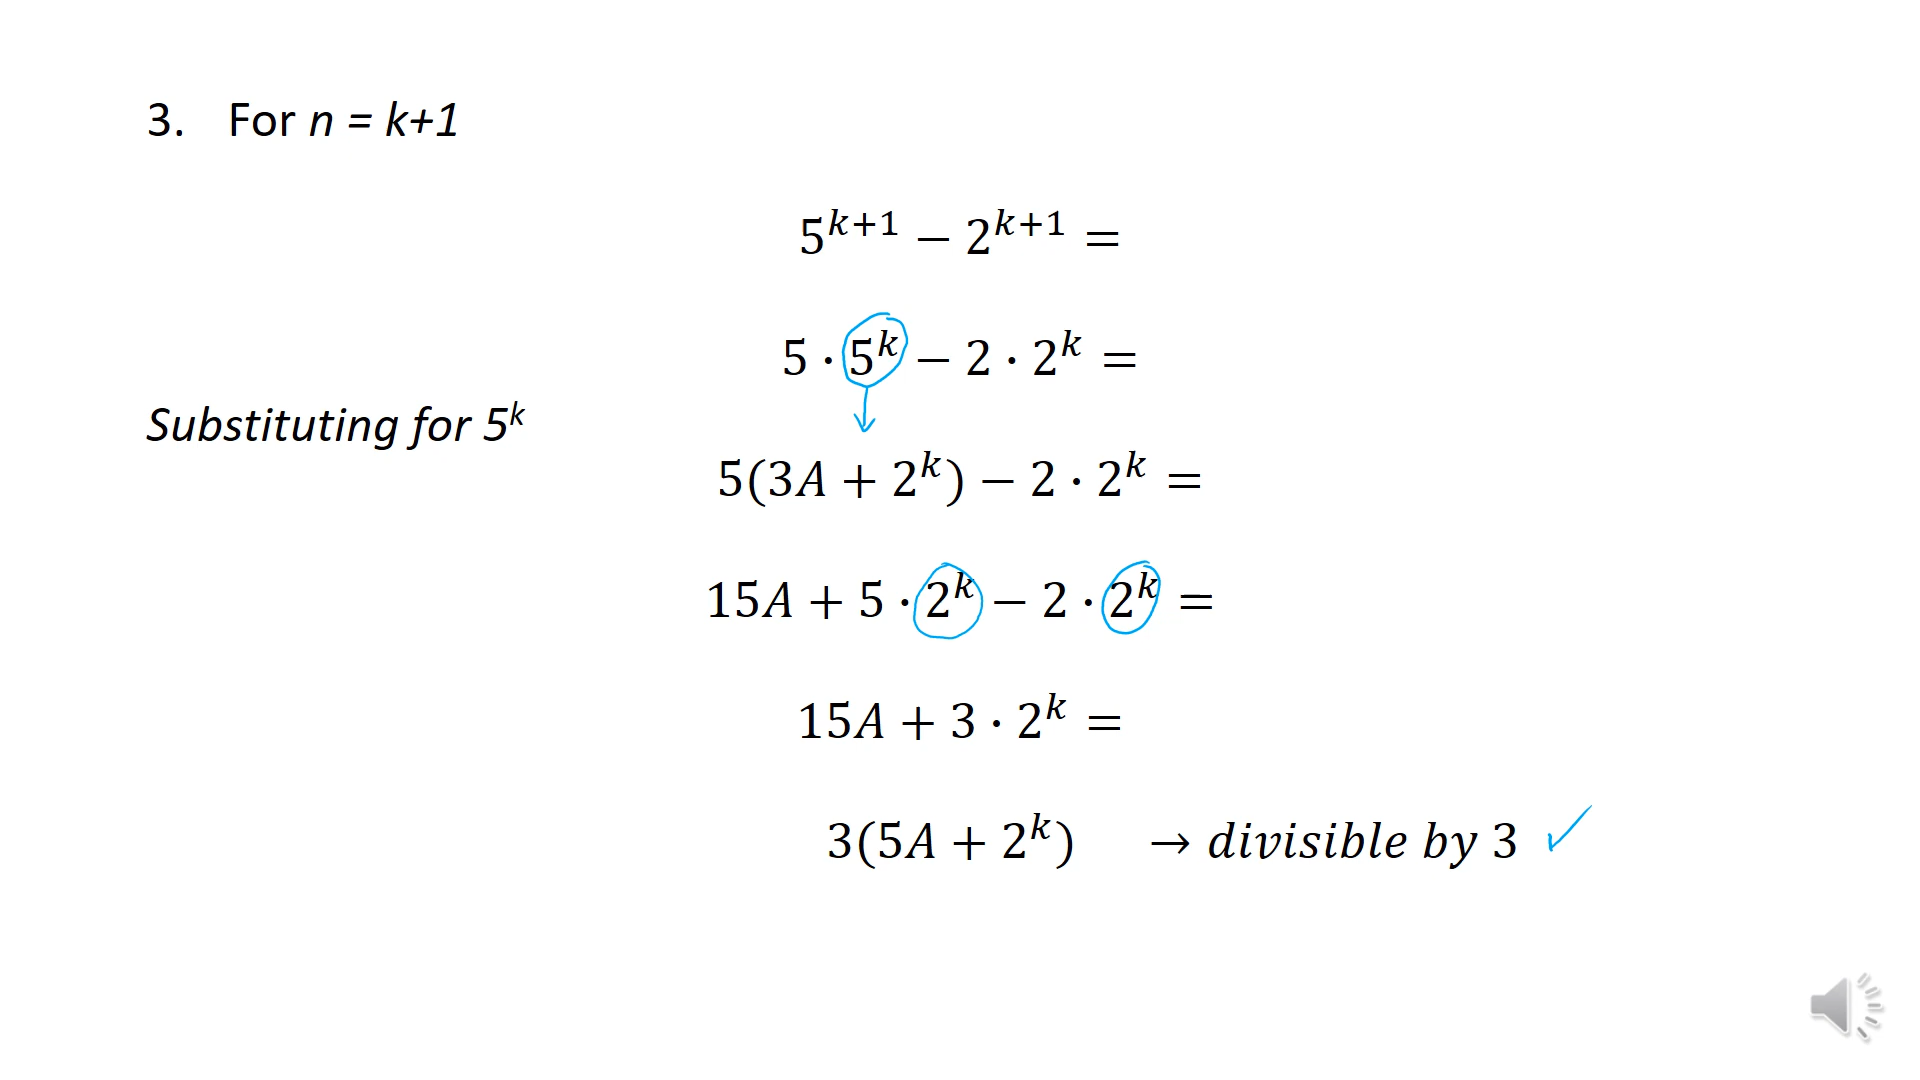 3. For n = k+1
5^{k+1} − 2^{k+1} =
5 · 5^k − 2 · 2^k =
Substituting for 5^k
5(3A + 2^k) − 2 · 2^k =
15A + 5 · 2^k − 2 · 2^k =
15A + 3 · 2^k =
3(5A + 2^k) → divisible by 3 ✓